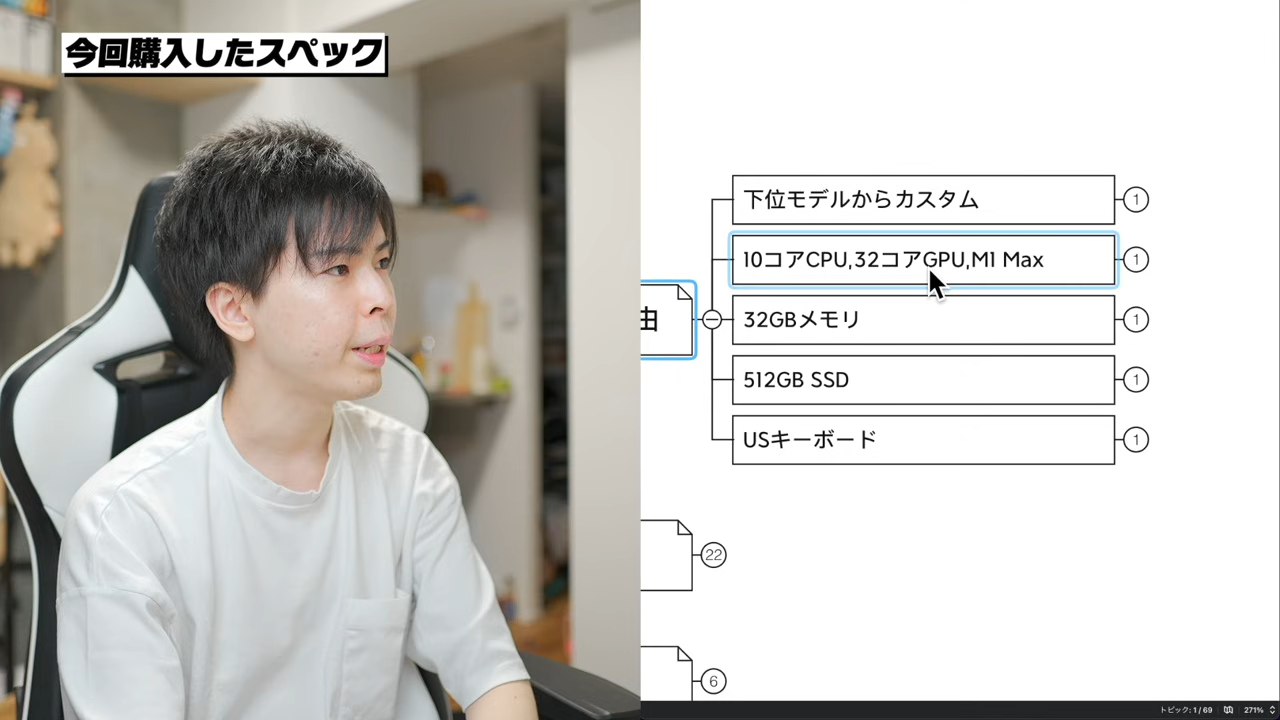 今回購入したスペック
下位モデルからカスタム
1
10コアCPU,32コアGPU,M1 Max
1
由
32GBメモリ
1
512GB SSD
1
USキーボード
1
22
6
トピック: 1 / 69
271%